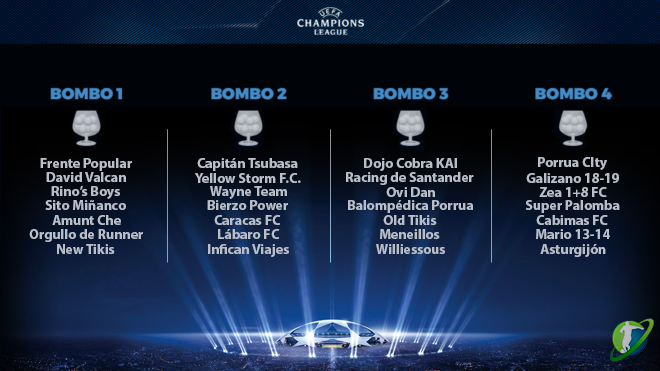 UEFA
CHAMPIONS
LEAGUE
BOMBO 1
Frente Popular
David Valcan
Rino's Boys
Sito Miñanco
Amunt Che
Orgullo de Runner
New Tikis
BOMBO 2
Capitán Tsubasa
Yellow Storm F.C.
Wayne Team
Bierzo Power
Caracas FC
Lábaro FC
Infican Viajes
BOMBO 3
Dojo Cobra KAI
Racing de Santander
Ovi Dan
Balompédica Porrua
Old Tikis
Meneillos
Williessous
BOMBO 4
Porrua CIty
Galizano 18-19
Zea 1+8 FC
Super Palomba
Cabimas FC
Mario 13-14
Asturgijón